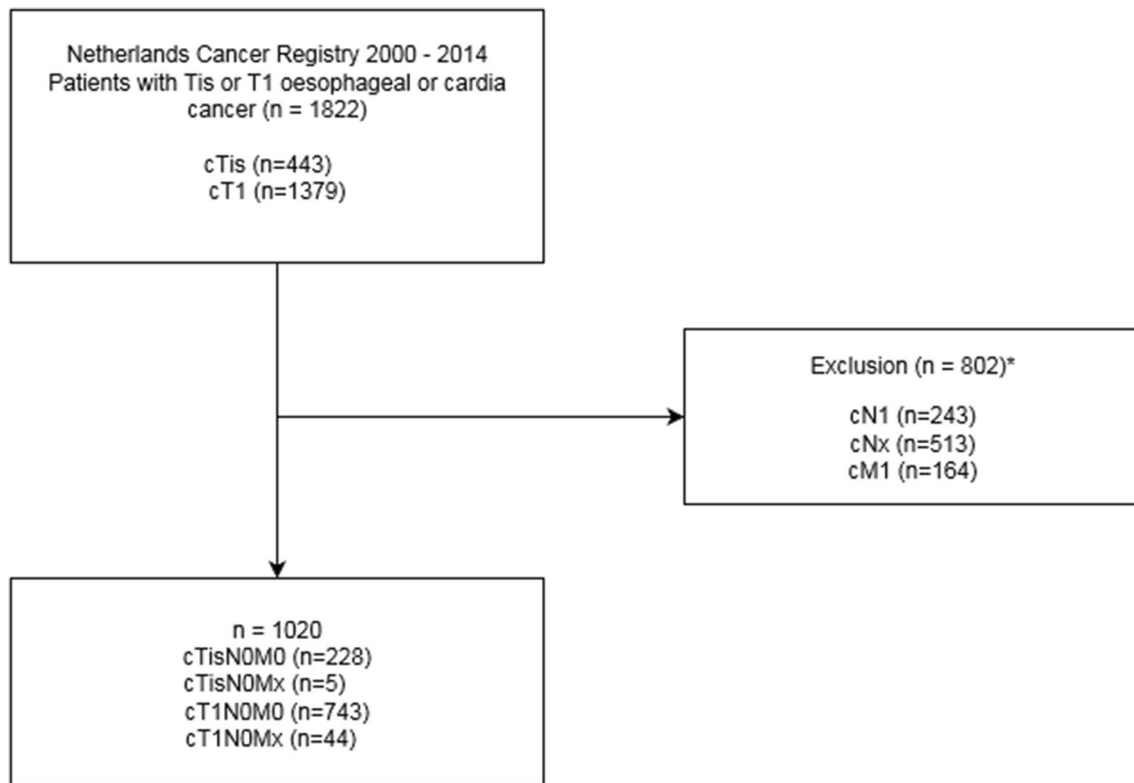 Netherlands Cancer Registry 2000 - 2014
Patients with Tis or T1 oesophageal or cardia
cancer (n = 1822)
cTis (n=443)
cT1 (n=1379)
Exclusion (n = 802)*
cN1 (n=243)
cNx (n=513)
cM1 (n=164)
n = 1020
cTisN0M0 (n=228)
cTisN0Mx (n=5)
cT1N0M0 (n=743)
cT1N0Mx (n=44)